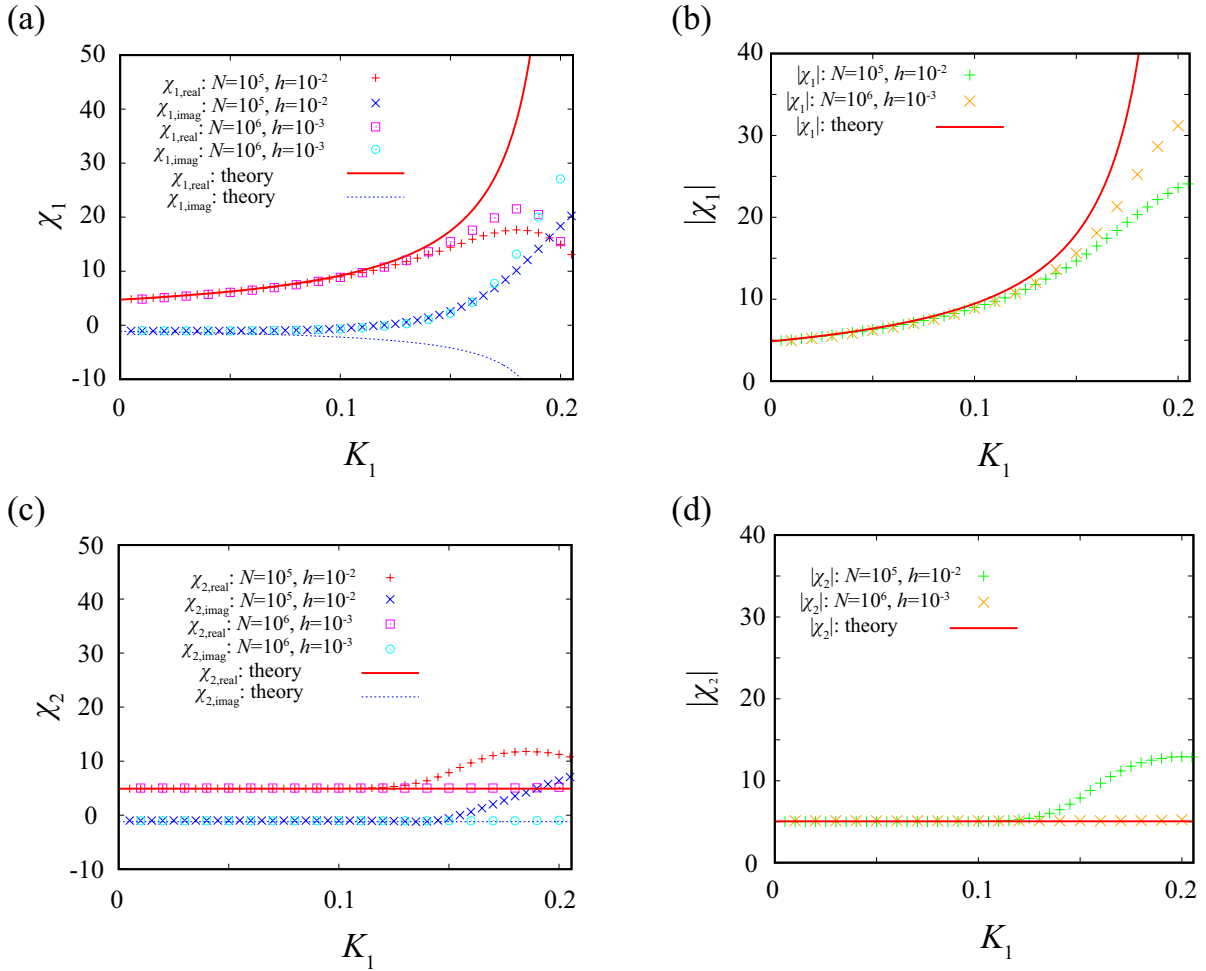 (a)
χ1
50
40
30
20
10
0
-10
χ1,real: N=10^5, h=10^-2
χ1,imag: N=10^5, h=10^-2
χ1,real: N=10^6, h=10^-3
χ1,imag: N=10^6, h=10^-3
χ1,real: theory
χ1,imag: theory
0 0.1 0.2
K1
(b)
|χ1|
40
30
20
10
0
|χ1|: N=10^5, h=10^-2
|χ1|: N=10^6, h=10^-3
|χ1|: theory
0 0.1 0.2
K1
(c)
χ2
50
40
30
20
10
0
-10
χ2,real: N=10^5, h=10^-2
χ2,imag: N=10^5, h=10^-2
χ2,real: N=10^6, h=10^-3
χ2,imag: N=10^6, h=10^-3
χ2,real: theory
χ2,imag: theory
0 0.1 0.2
K1
(d)
|χ2|
40
30
20
10
0
|χ2|: N=10^5, h=10^-2
|χ2|: N=10^6, h=10^-3
|χ2|: theory
0 0.1 0.2
K1